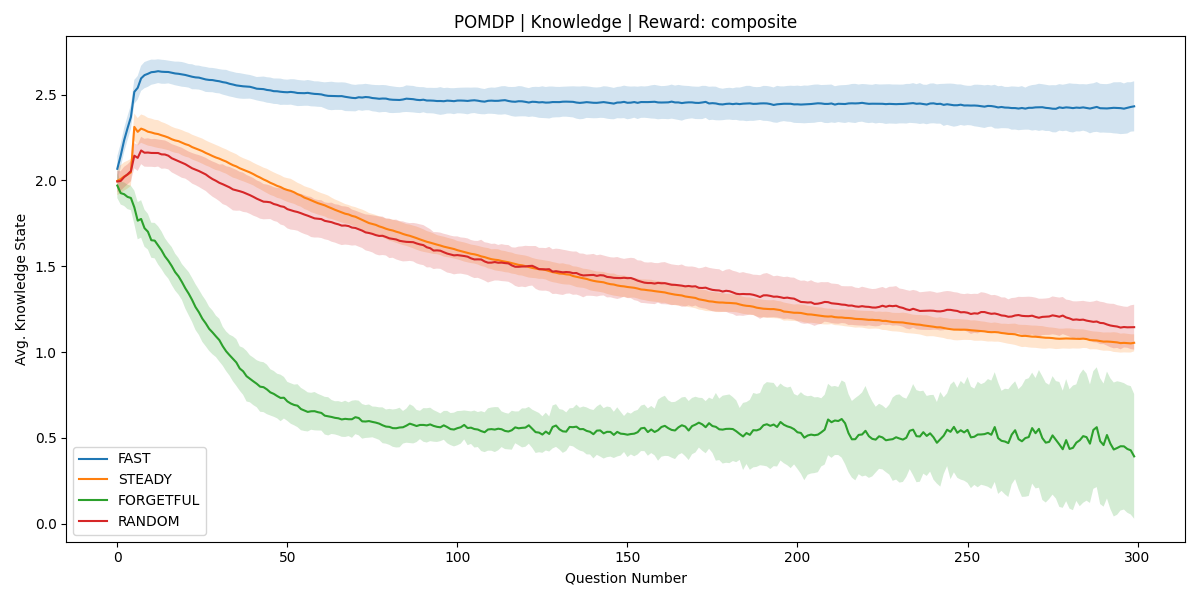 POMDP | Knowledge | Reward: composite
Avg. Knowledge State
2.5
2.0
1.5
1.0
0.5
0.0
FAST
STEADY
FORGETFUL
RANDOM
0 50 100 150 200 250 300
Question Number